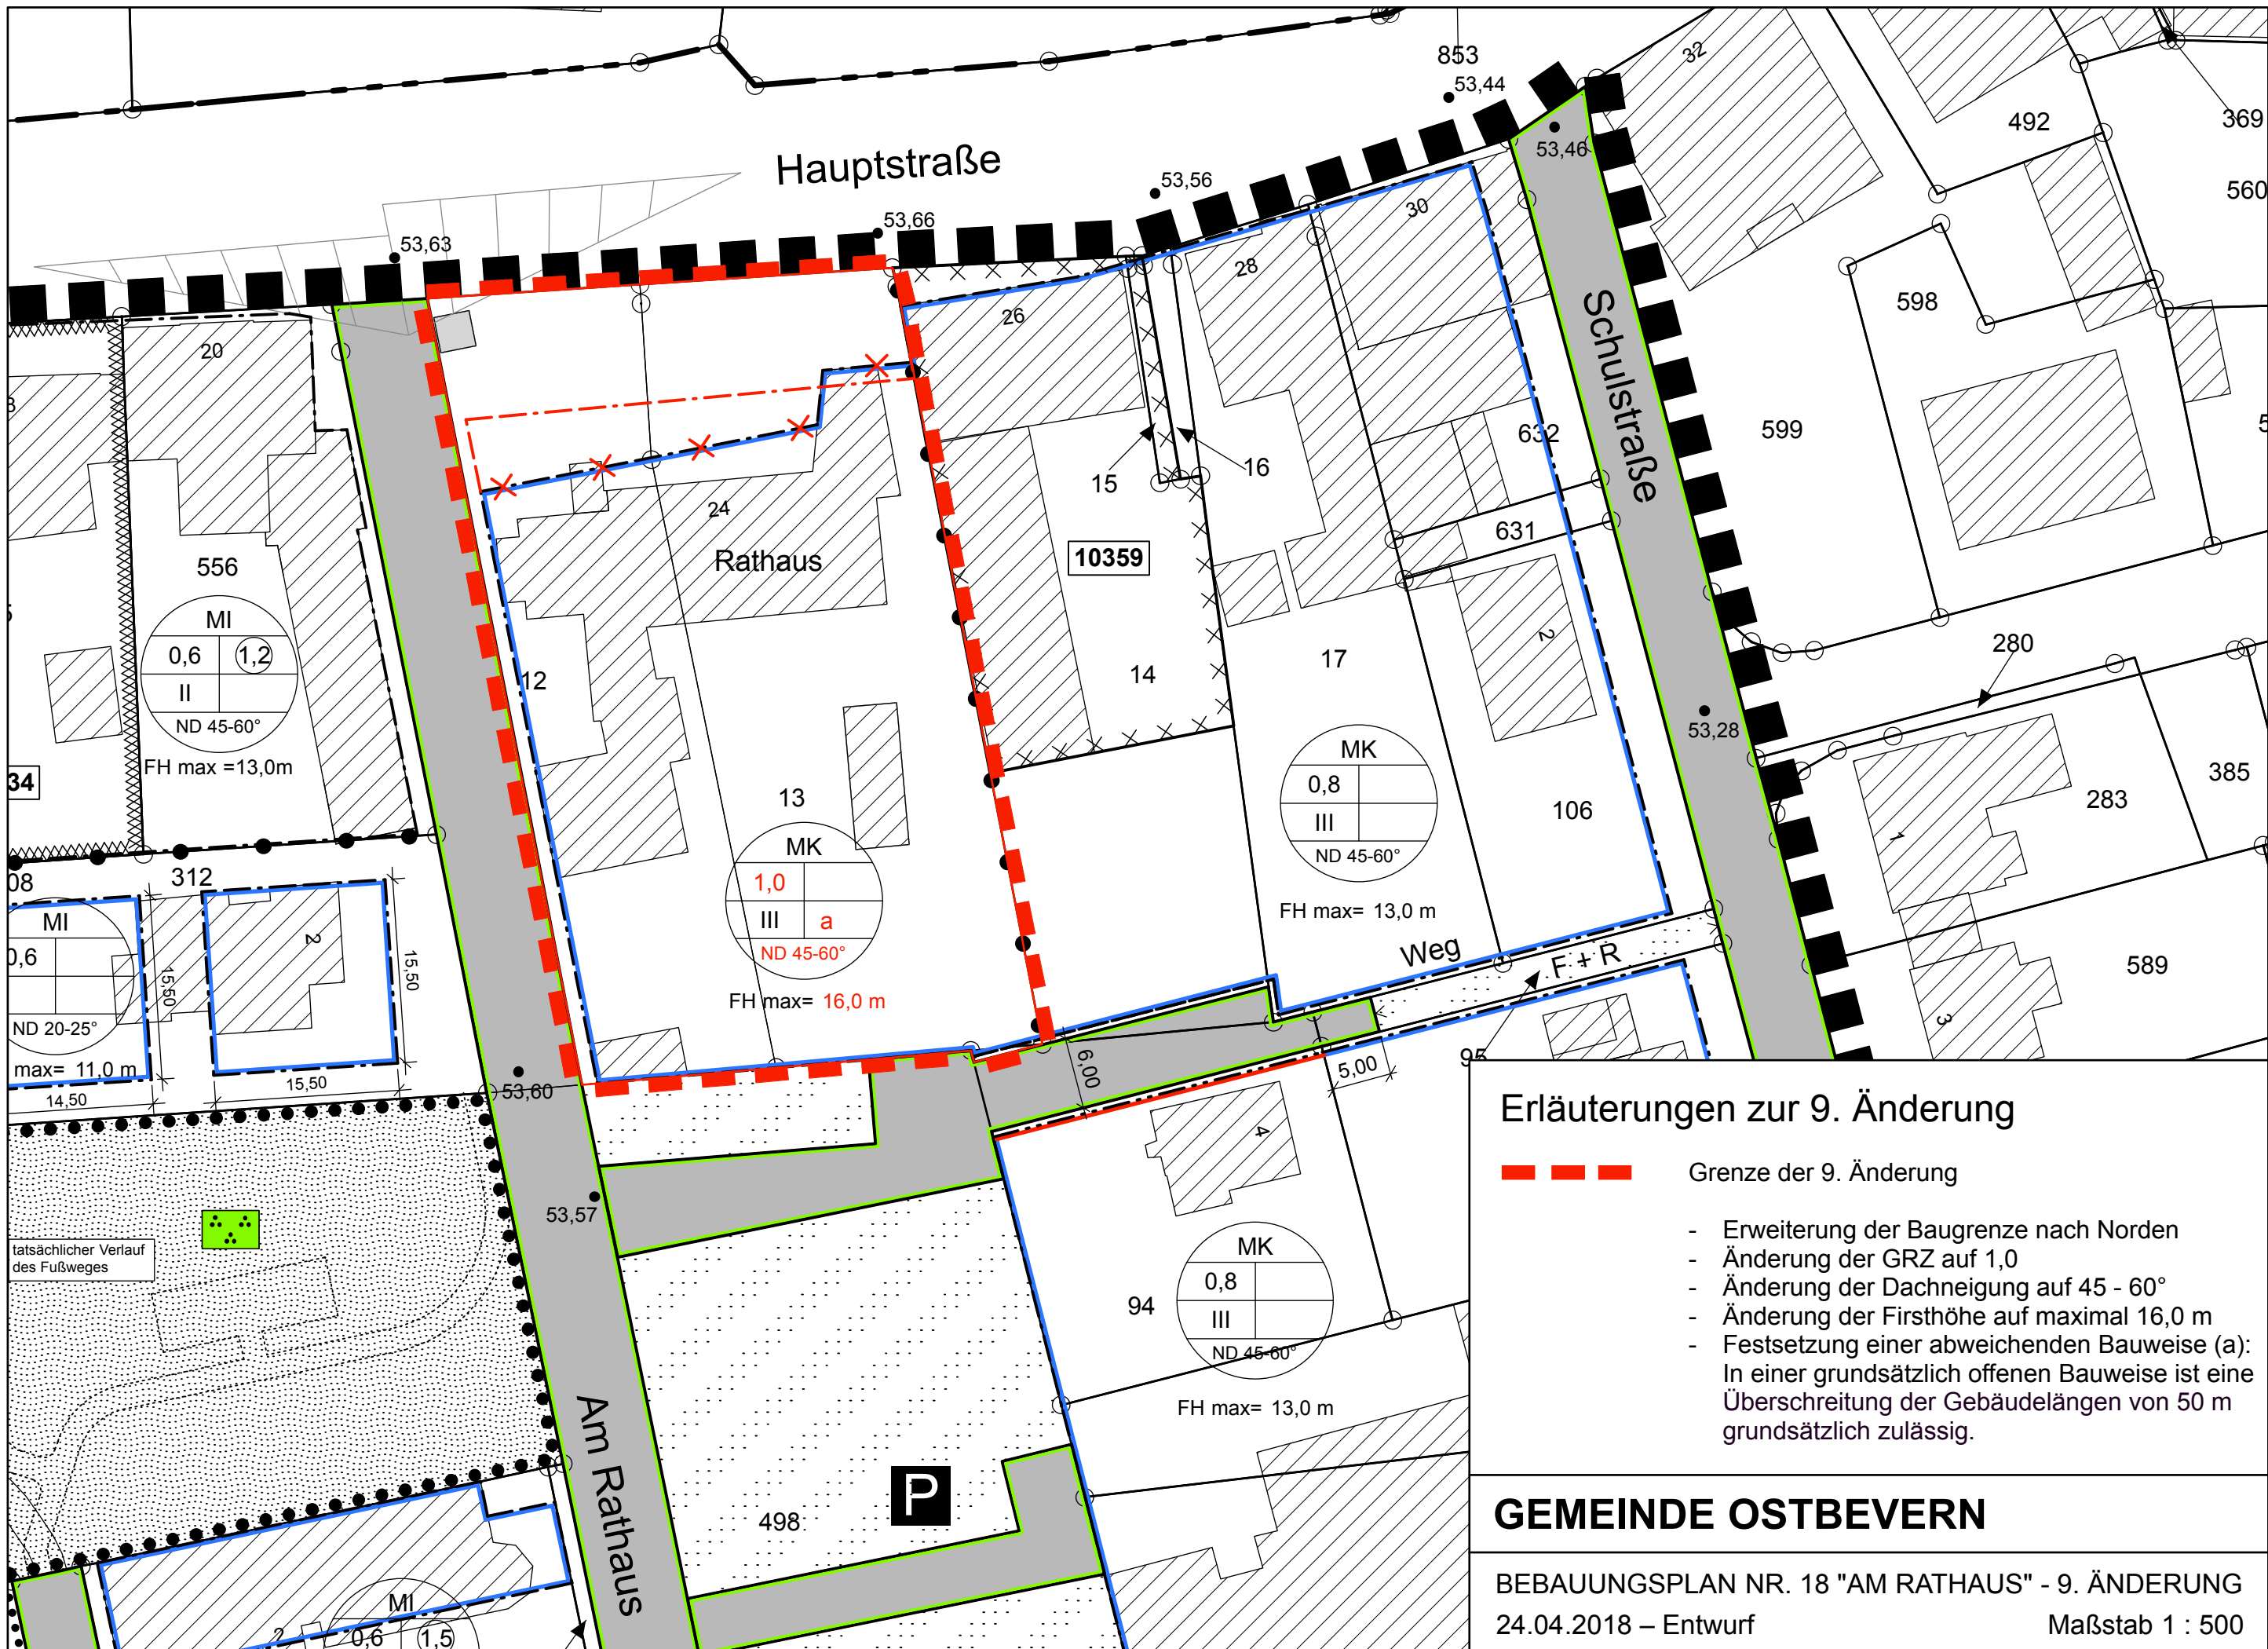 853
53,44
32
492
369
560
Hauptstraße
53,46
53,56
53,66
53,63
30
28
26
598
20
Schulstraße
599
632
15
16
24
Rathaus
10359
631
556
MI
0,6 1,2
II
ND 45-60°
FH max =13,0m
34
12
13
14
17
2
280
53,28
106
283
385
1
MK
0,8
III
ND 45-60°
FH max= 13,0 m
MK
1,0
III a
ND 45-60°
FH max= 16,0 m
08
312
MI
0,6
ND 20-25°
max= 11,0 m
14,50
15,50
2
15,50
15,50
Weg
F + R
589
3
53,60
6,00
5,00
95
4
53,57
tatsächlicher Verlauf
des Fußweges
94
MK
0,8
III
ND 45-60°
FH max= 13,0 m
Am Rathaus
P
498
MI
0,6 1,5
2
Erläuterungen zur 9. Änderung
Grenze der 9. Änderung
- Erweiterung der Baugrenze nach Norden
- Änderung der GRZ auf 1,0
- Änderung der Dachneigung auf 45 - 60°
- Änderung der Firsthöhe auf maximal 16,0 m
- Festsetzung einer abweichenden Bauweise (a):
In einer grundsätzlich offenen Bauweise ist eine
Überschreitung der Gebäudelängen von 50 m
grundsätzlich zulässig.
GEMEINDE OSTBEVERN
BEBAUUNGSPLAN NR. 18 "AM RATHAUS" - 9. ÄNDERUNG
24.04.2018 – Entwurf Maßstab 1 : 500